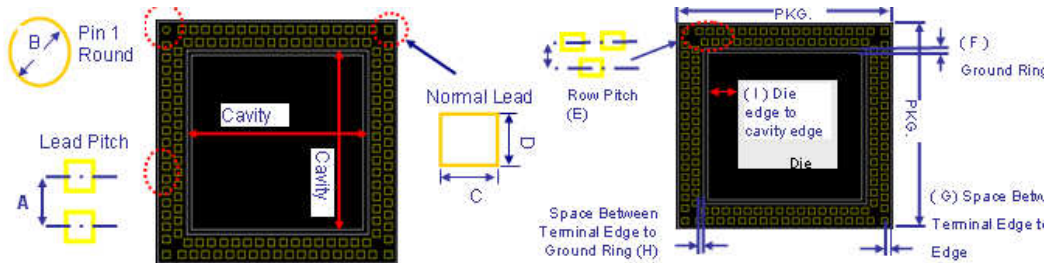 B
Pin 1
Round
Lead Pitch
A
Cavity
Cavity
Normal Lead
D
C
Row Pitch
(E)
Space Between
Terminal Edge to
Ground Ring (H)
PKG.
PKG.
(F)
Ground Ring
(I) Die
edge to
cavity edge
Die
(G) Space Betw
Terminal Edge to
Edge